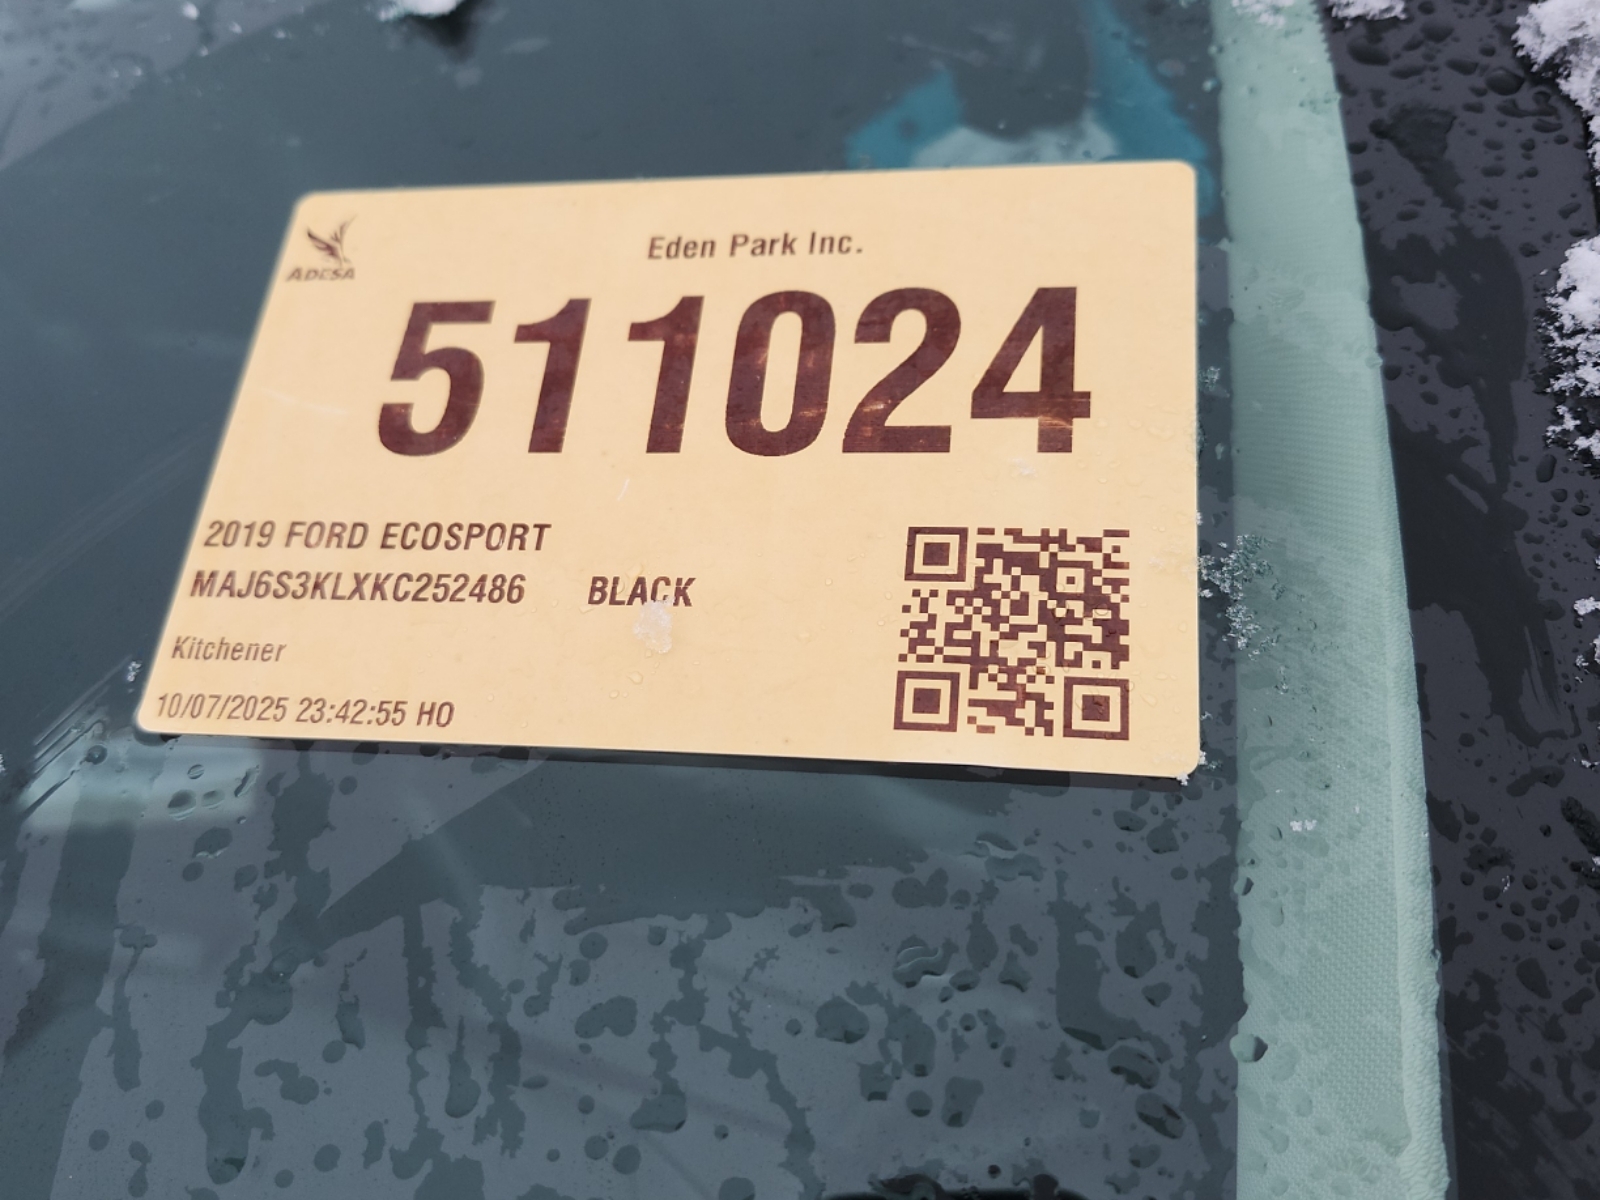 ADESA
Eden Park Inc.
511024
2019 FORD ECOSPORT
MAJ6S3KLXKC252486 BLACK
Kitchener
10/07/2025 23:42:55 HO